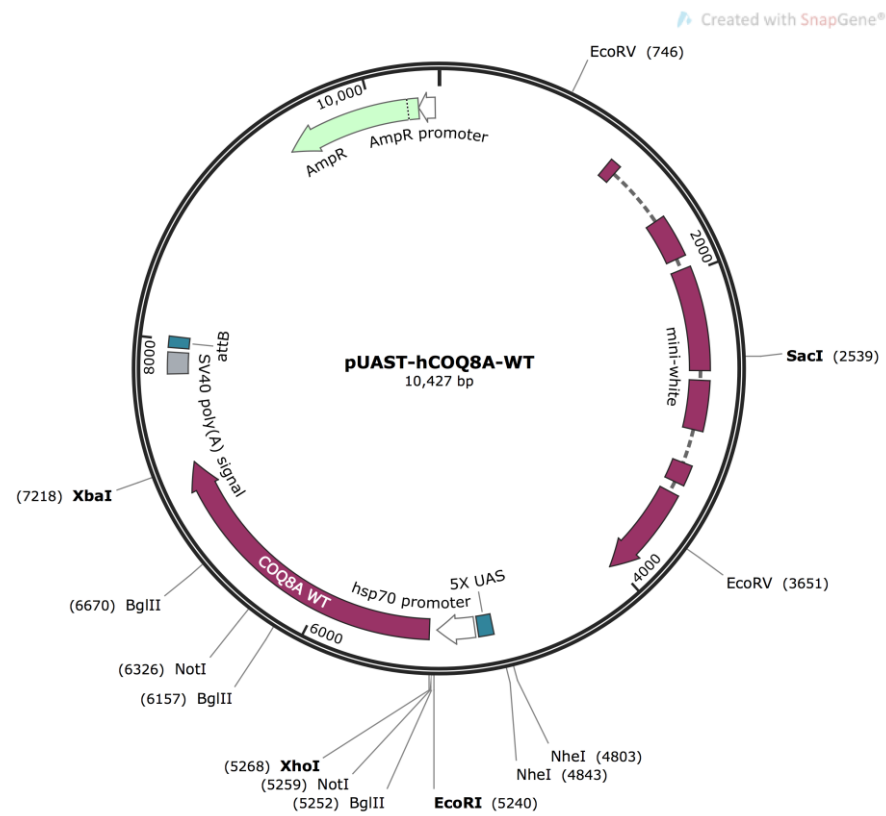 Created with SnapGene®
EcoRV (746)
10,000
AmpR promoter
AmpR
2000
mini-white
SacI (2539)
pUAST-hCOQ8A-WT
10,427 bp
attB
8000
SV40 poly(A) signal
(7218) XbaI
COQ8A WT
hsp70 promoter
5X UAS
4000
EcoRV (3651)
(6670) BglII
6000
(6326) NotI
(6157) BglII
NheI (4803)
NheI (4843)
(5268) XhoI
(5259) NotI
(5252) BglII
EcoRI (5240)